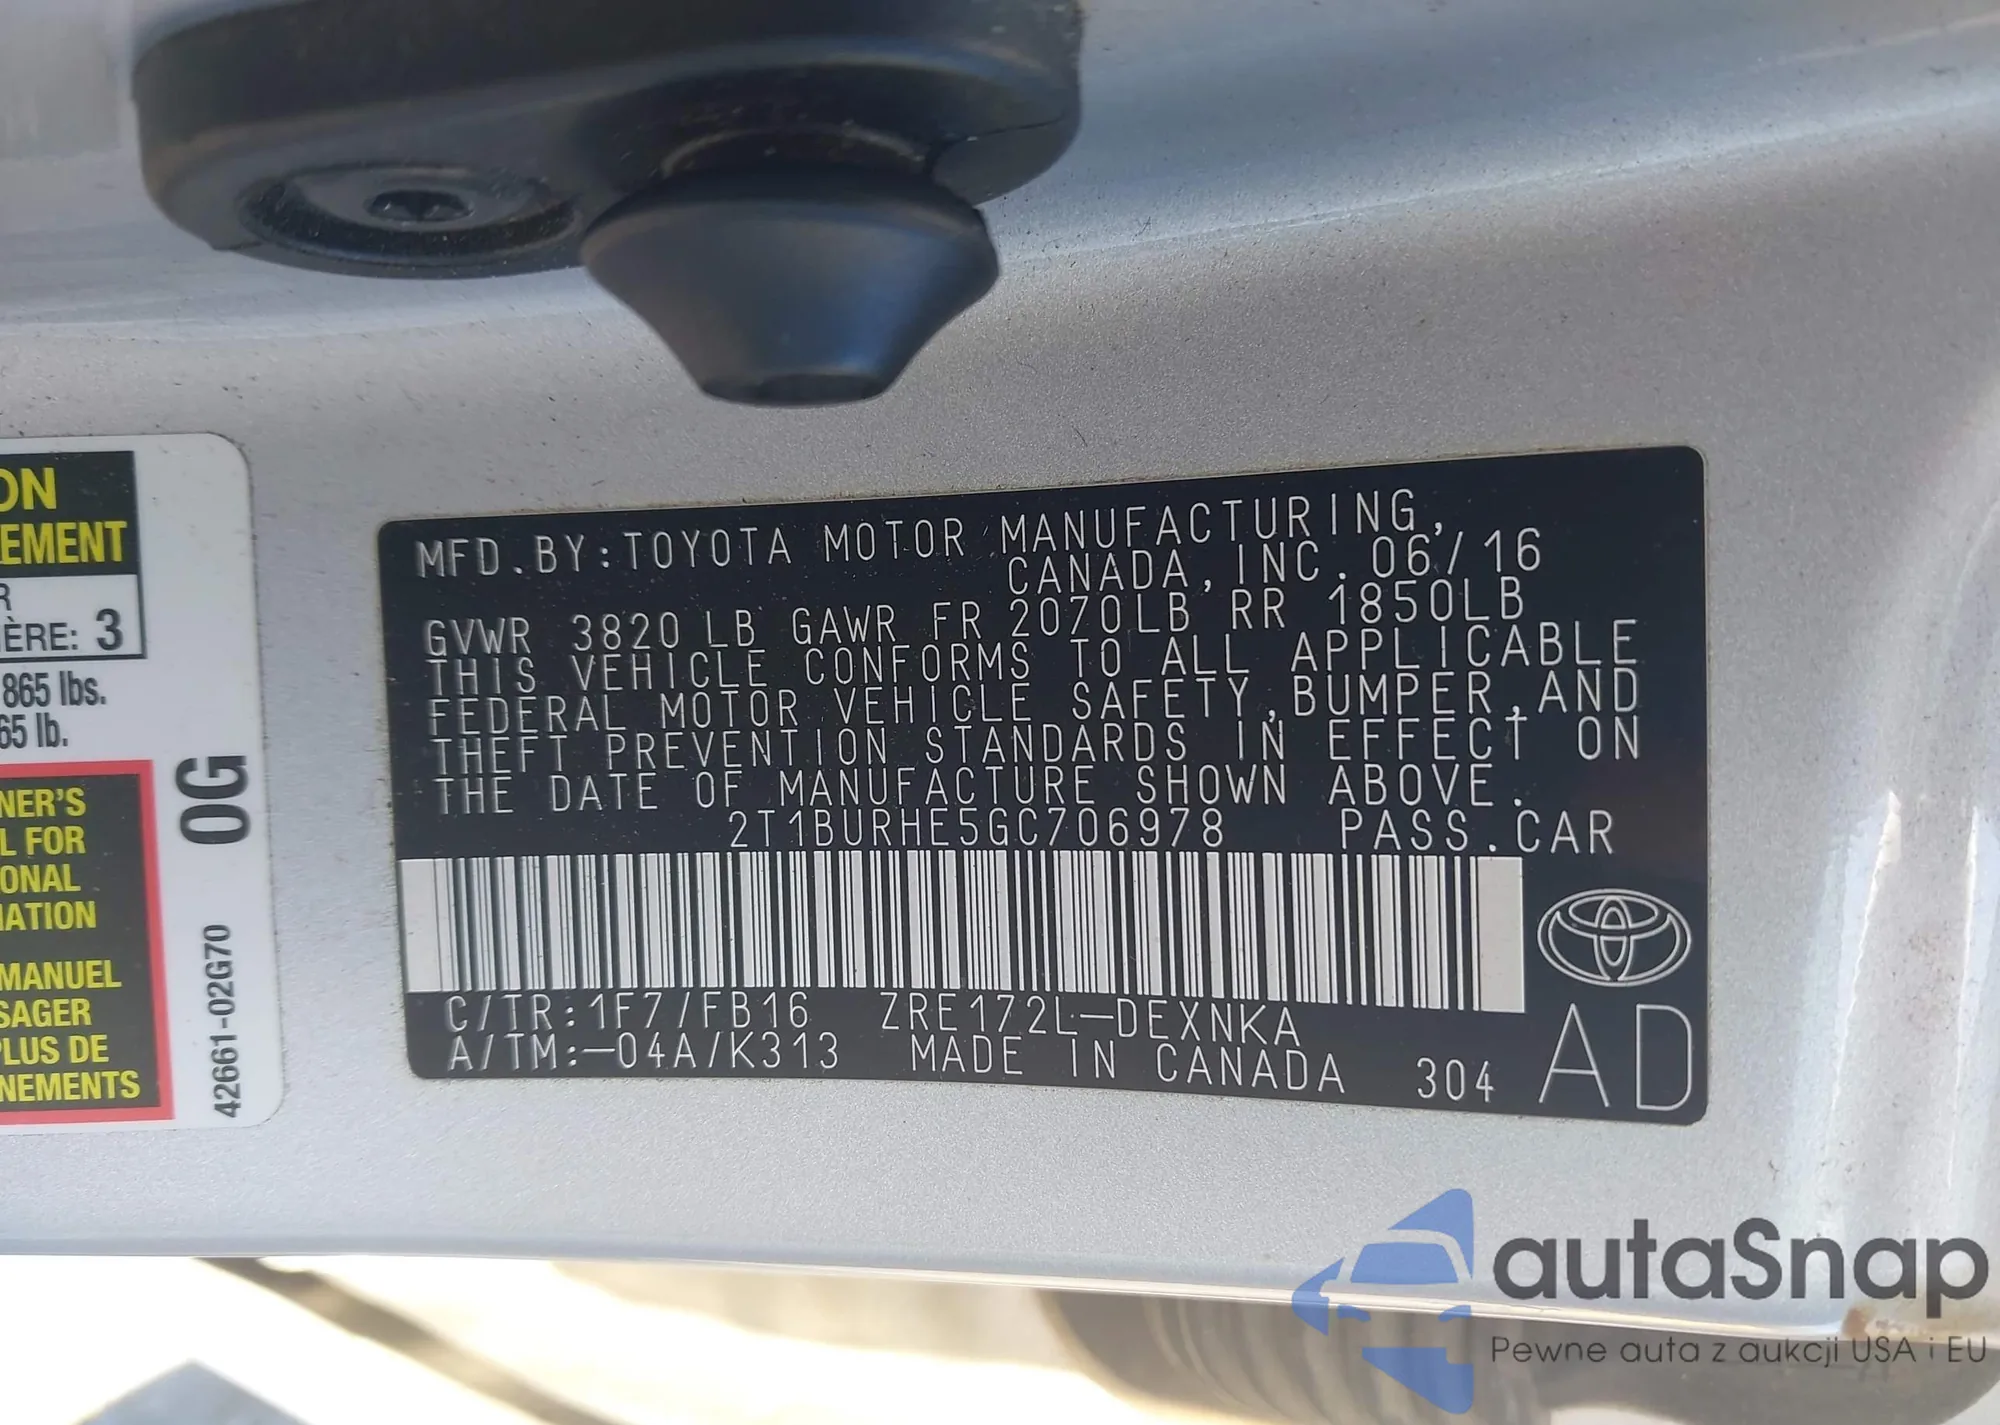 ON
EMENT
R
IÈRE: 3
865 lbs.
65 lb.
NER'S
L FOR
ONAL
MATION
MANUEL
SAGER
PLUS DE
NEMENTS
0G
42661-02G70
MFD.BY:TOYOTA MOTOR MANUFACTURING,
CANADA,INC. 06/16
GVWR 3820LB GAWR FR 2070LB RR 1850LB
THIS VEHICLE CONFORMS TO ALL APPLICABLE
FEDERAL MOTOR VEHICLE SAFETY,BUMPER,AND
THEFT PREVENTION STANDARDS IN EFFECT ON
THE DATE OF MANUFACTURE SHOWN ABOVE.
2T1BURHE5GC706978 PASS.CAR
C/TR:1F7/FB16 ZRE172L-DEXNKA
A/TM:-04A/K313 MADE IN CANADA 304 AD
autaSnap
Pewne auta z aukcji USA i EU